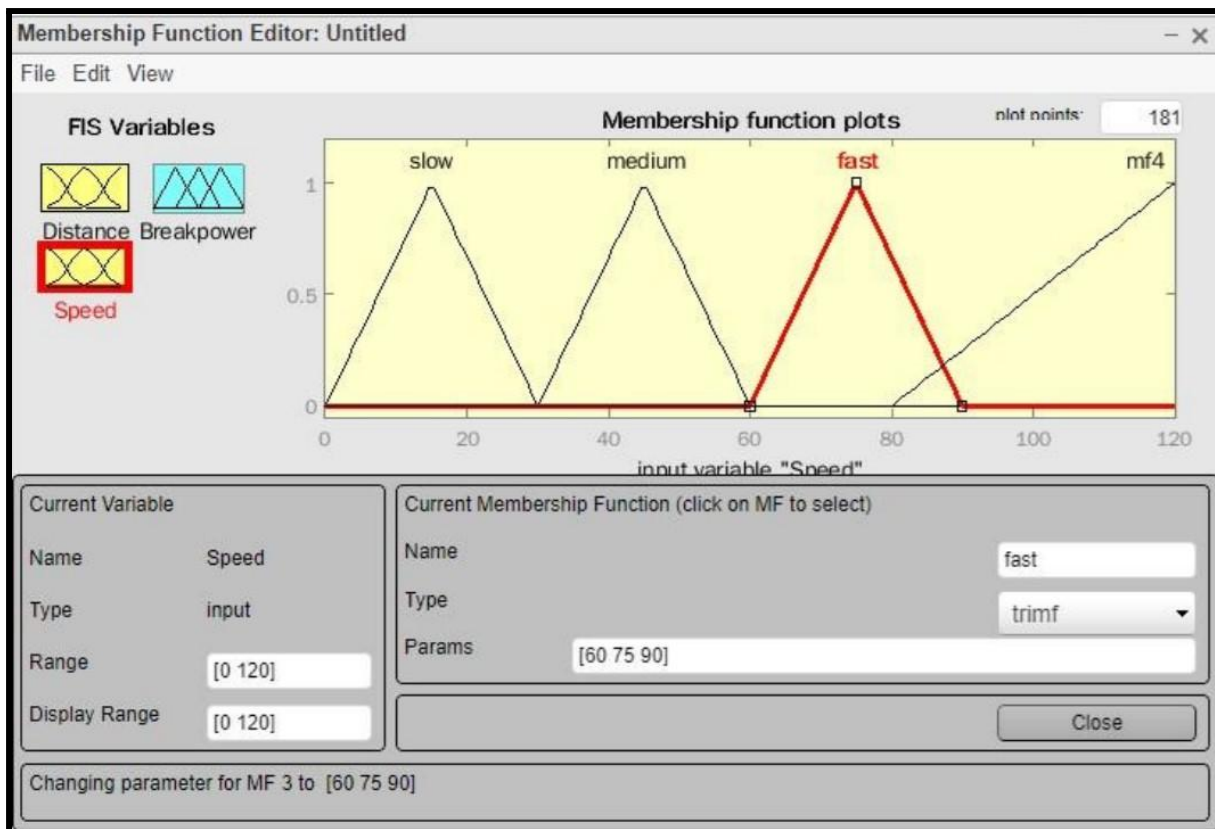 Membership Function Editor: Untitled
File Edit View
FIS Variables
Distance Breakpower
Speed
Membership function plots
plot points: 181
slow medium fast mf4
1
0.5
0
0 20 40 60 80 100 120
input variable "Speed"
Current Variable
Name Speed
Type input
Range [0 120]
Display Range [0 120]
Current Membership Function (click on MF to select)
Name fast
Type trimf
Params [60 75 90]
Close
Changing parameter for MF 3 to [60 75 90]